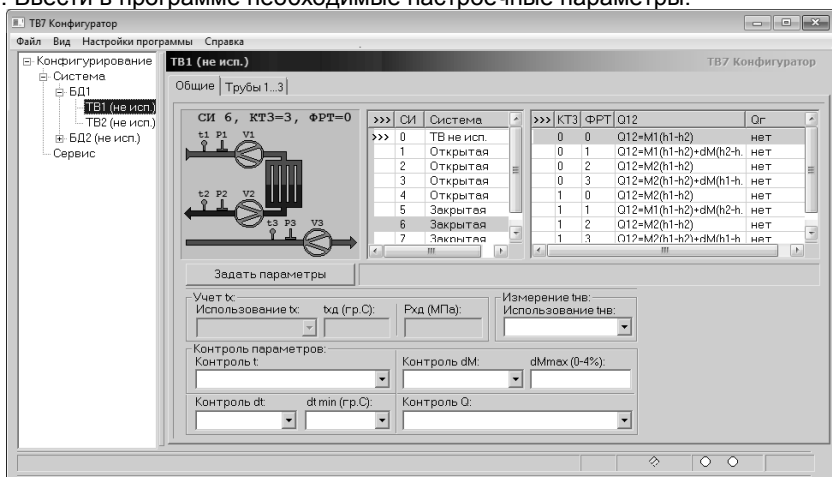 . Ввести в программе необходимые настроечные параметры.
ТВ7 Конфигуратор
Файл Вид Настройки программы Справка
Конфигурирование
Система
БД1
ТВ1 (не исп.)
ТВ2 (не исп.)
БД2 (не исп.)
Сервис
ТВ1 (не исп.) ТВ7 Конфигуратор
Общие Трубы 1...3
СИ 6, КТ3=3, ФРТ=0
t1 P1 V1
t2 P2 V2
t3 P3 V3
>>> СИ Система
>>> 0 ТВ не исп.
1 Открытая
2 Открытая
3 Открытая
4 Открытая
5 Закрытая
6 Закрытая
7 Закрытая
>>> КТ3 ФРТ Q12 Qг
0 0 Q12=M1(h1-h2) нет
0 1 Q12=M1(h1-h2)+dM(h2-h. нет
0 2 Q12=M2(h1-h2) нет
0 3 Q12=M2(h1-h2)+dM(h1-h. нет
1 0 Q12=M1(h1-h2) нет
1 1 Q12=M1(h1-h2)+dM(h2-h. нет
1 2 Q12=M2(h1-h2) нет
1 3 Q12=M2(h1-h2)+dM(h1-h нет
Задать параметры
Учет tx:
Использование tx: txд (гр.С): Рхд (МПа):
Измерение tнв:
Использование tнв:
Контроль параметров:
Контроль t: Контроль dM: dMmax (0-4%):
Контроль dt: dt min (гр.С): Контроль Q: